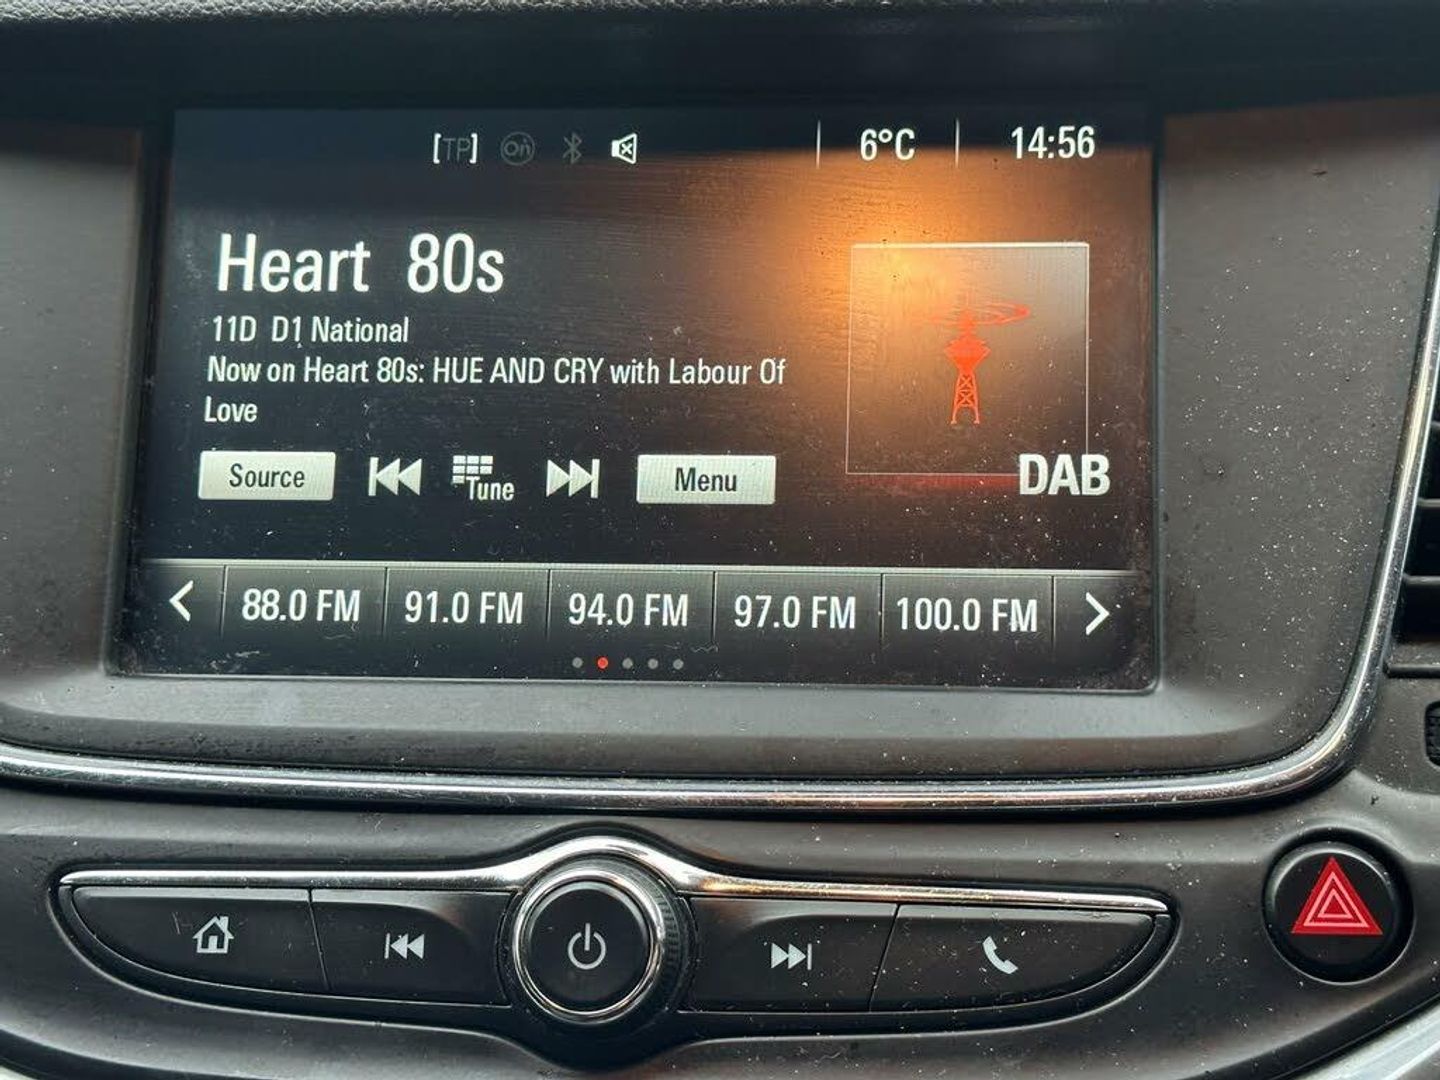 [TP] On 6°C 14:56
Heart 80s
11D D1 National
Now on Heart 80s: HUE AND CRY with Labour Of
Love
Source Tune Menu
DAB
88.0 FM 91.0 FM 94.0 FM 97.0 FM 100.0 FM